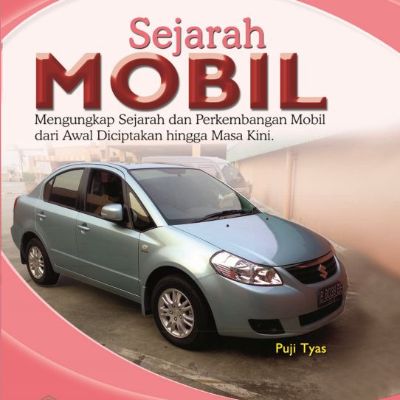 Sejarah
MOBIL
Mengungkap Sejarah dan Perkembangan Mobil
dari Awal Diciptakan hingga Masa Kini.
Puji Tyas